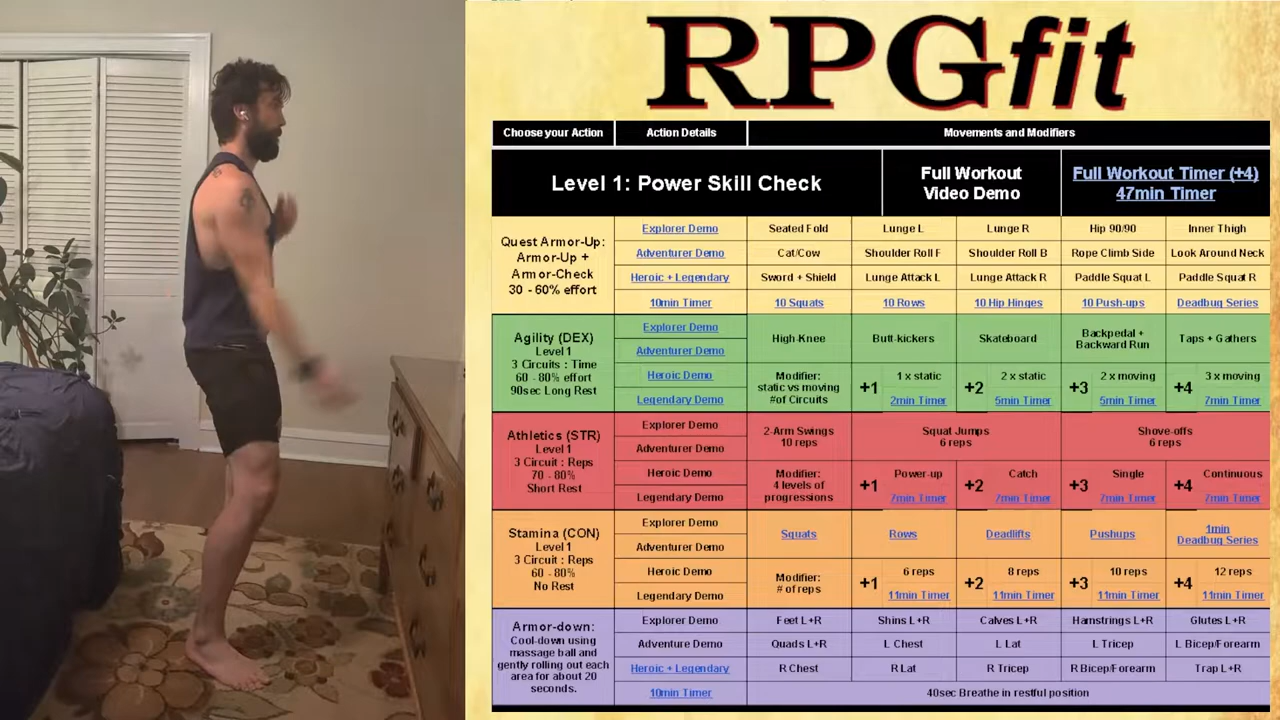 RPGfit
Choose your Action
Action Details
Movements and Modifiers
Level 1: Power Skill Check
Full Workout
Video Demo
Full Workout Timer (+4)
47min Timer
Quest Armor-Up:
Armor-Up +
Armor-Check
30 - 60% effort
Explorer Demo
Seated Fold
Lunge L
Lunge R
Hip 90/90
Inner Thigh
Adventurer Demo
Cat/Cow
Shoulder Roll F
Shoulder Roll B
Rope Climb Side
Look Around Neck
Heroic + Legendary
Sword + Shield
Lunge Attack L
Lunge Attack R
Paddle Squat L
Paddle Squat R
10min Timer
10 Squats
10 Rows
10 Hip Hinges
10 Push-ups
Deadbug Series
Agility (DEX)
Level 1
3 Circuits : Time
60 - 80% effort
90sec Long Rest
Explorer Demo
Adventurer Demo
High-Knee
Butt-kickers
Skateboard
Backpedal +
Backward Run
Taps + Gathers
Heroic Demo
Legendary Demo
Modifier:
static vs moving
#of Circuits
+1
1 x static
2min Timer
+2
2 x static
5min Timer
+3
2 x moving
5min Timer
+4
3 x moving
7min Timer
Athletics (STR)
Level 1
3 Circuit : Reps
70 - 80%
Short Rest
Explorer Demo
Adventurer Demo
2-Arm Swings
10 reps
Squat Jumps
6 reps
Shove-offs
6 reps
Heroic Demo
Legendary Demo
Modifier:
4 levels of
progressions
+1
Power-up
7min Timer
+2
Catch
7min Timer
+3
Single
7min Timer
+4
Continuous
7min Timer
Stamina (CON)
Level 1
3 Circuit : Reps
60 - 80%
No Rest
Explorer Demo
Adventurer Demo
Squats
Rows
Deadlifts
Pushups
1min
Deadbug Series
Heroic Demo
Legendary Demo
Modifier:
# of reps
+1
6 reps
11min Timer
+2
8 reps
11min Timer
+3
10 reps
11min Timer
+4
12 reps
11min Timer
Armor-down:
Cool-down using
massage ball and
gently rolling out each
area for about 20
seconds.
Explorer Demo
Feet L+R
Shins L+R
Calves L+R
Hamstrings L+R
Glutes L+R
Adventure Demo
Quads L+R
L Chest
L Lat
L Tricep
L Bicep/Forearm
Heroic + Legendary
R Chest
R Lat
R Tricep
R Bicep/Forearm
Trap L+R
10min Timer
40sec Breathe in restful position